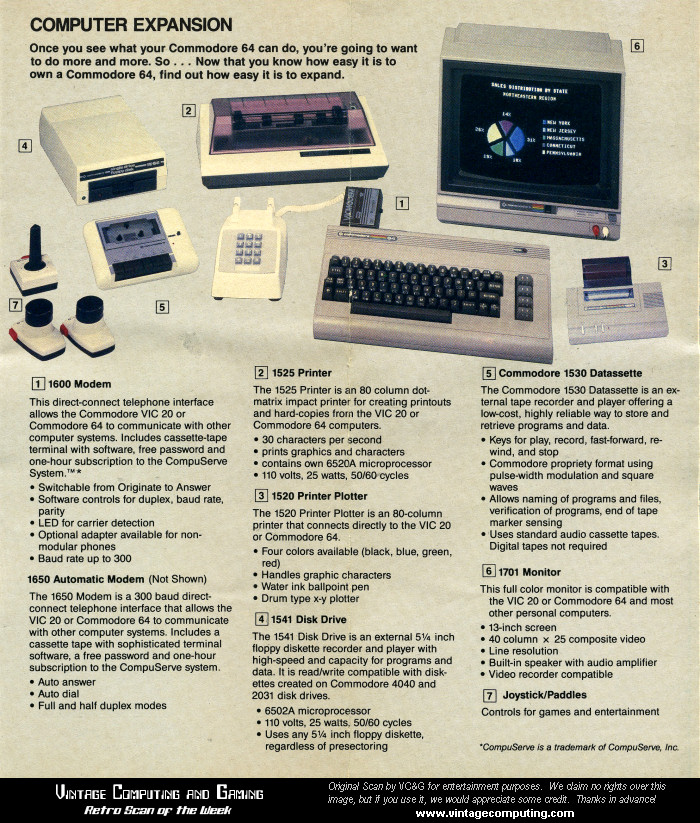 COMPUTER EXPANSION
Once you see what your Commodore 64 can do, you're going to want
to do more and more. So . . . Now that you know how easy it is to
own a Commodore 64, find out how easy it is to expand.
6
2
4
1
3
7
5
SALES DISTRIBUTION BY STATE
NORTHEASTERN REGION
14%
31%
NEW YORK
NEW JERSEY
MASSACHUSETTS
CONNECTICUT
PENNSYLVANIA
1 1600 Modem
This direct-connect telephone interface
allows the Commodore VIC 20 or
Commodore 64 to communicate with other
computer systems. Includes cassette-tape
terminal with software, free password and
one-hour subscription to the CompuServe
System.™*
• Switchable from Originate to Answer
• Software controls for duplex, baud rate,
parity
• LED for carrier detection
• Optional adapter available for non-
modular phones
• Baud rate up to 300
1650 Automatic Modem (Not Shown)
The 1650 Modem is a 300 baud direct-
connect telephone interface that allows the
VIC 20 or Commodore 64 to communicate
with other computer systems. Includes a
cassette tape with sophisticated terminal
software, a free password and one-hour
subscription to the CompuServe system.
• Auto answer
• Auto dial
• Full and half duplex modes
2 1525 Printer
The 1525 Printer is an 80 column dot-
matrix impact printer for creating printouts
and hard-copies from the VIC 20 or
Commodore 64 computers.
• 30 characters per second
• prints graphics and characters
• contains own 6520A microprocessor
• 110 volts, 25 watts, 50/60 cycles
3 1520 Printer Plotter
The 1520 Printer Plotter is an 80-column
printer that connects directly to the VIC 20
or Commodore 64.
• Four colors available (black, blue, green,
red)
• Handles graphic characters
• Water ink ballpoint pen
• Drum type x-y plotter
4 1541 Disk Drive
The 1541 Disk Drive is an external 5¼ inch
floppy diskette recorder and player with
high-speed and capacity for programs and
data. It is read/write compatible with disk-
ettes created on Commodore 4040 and
2031 disk drives.
• 6502A microprocessor
• 110 volts, 25 watts, 50/60 cycles
• Uses any 5¼ inch floppy diskette,
regardless of presectoring
5 Commodore 1530 Datassette
The Commodore 1530 Datassette is an ex-
ternal tape recorder and player offering a
low-cost, highly reliable way to store and
retrieve programs and data.
• Keys for play, record, fast-forward, re-
wind, and stop
• Commodore propriety format using
pulse-width modulation and square
waves
• Allows naming of programs and files,
verification of programs, end of tape
marker sensing
• Uses standard audio cassette tapes.
Digital tapes not required
6 1701 Monitor
This full color monitor is compatible with
the VIC 20 or Commodore 64 and most
other personal computers.
• 13-inch screen
• 40 column × 25 composite video
• Line resolution
• Built-in speaker with audio amplifier
• Video recorder compatible
7 Joystick/Paddles
Controls for games and entertainment
*CompuServe is a trademark of CompuServe, Inc.
Vintage Computing and Gaming
Retro Scan of the Week
Original Scan by VC&G for entertainment purposes. We claim no rights over this
image, but if you use it, we would appreciate some credit. Thanks in advance!
www.vintagecomputing.com